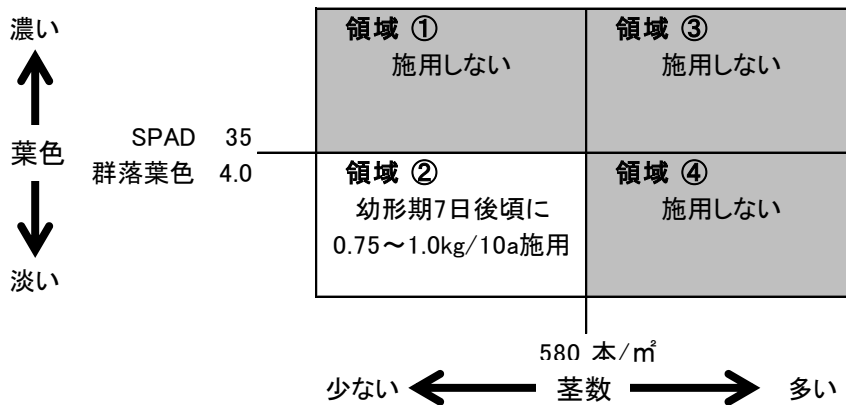 濃い
葉色
淡い
SPAD 35
群落葉色 4.0
領域 ①
施用しない
領域 ③
施用しない
領域 ②
幼形期7日後頃に
0.75～1.0kg/10a施用
領域 ④
施用しない
580 本/㎡
少ない 茎数 多い